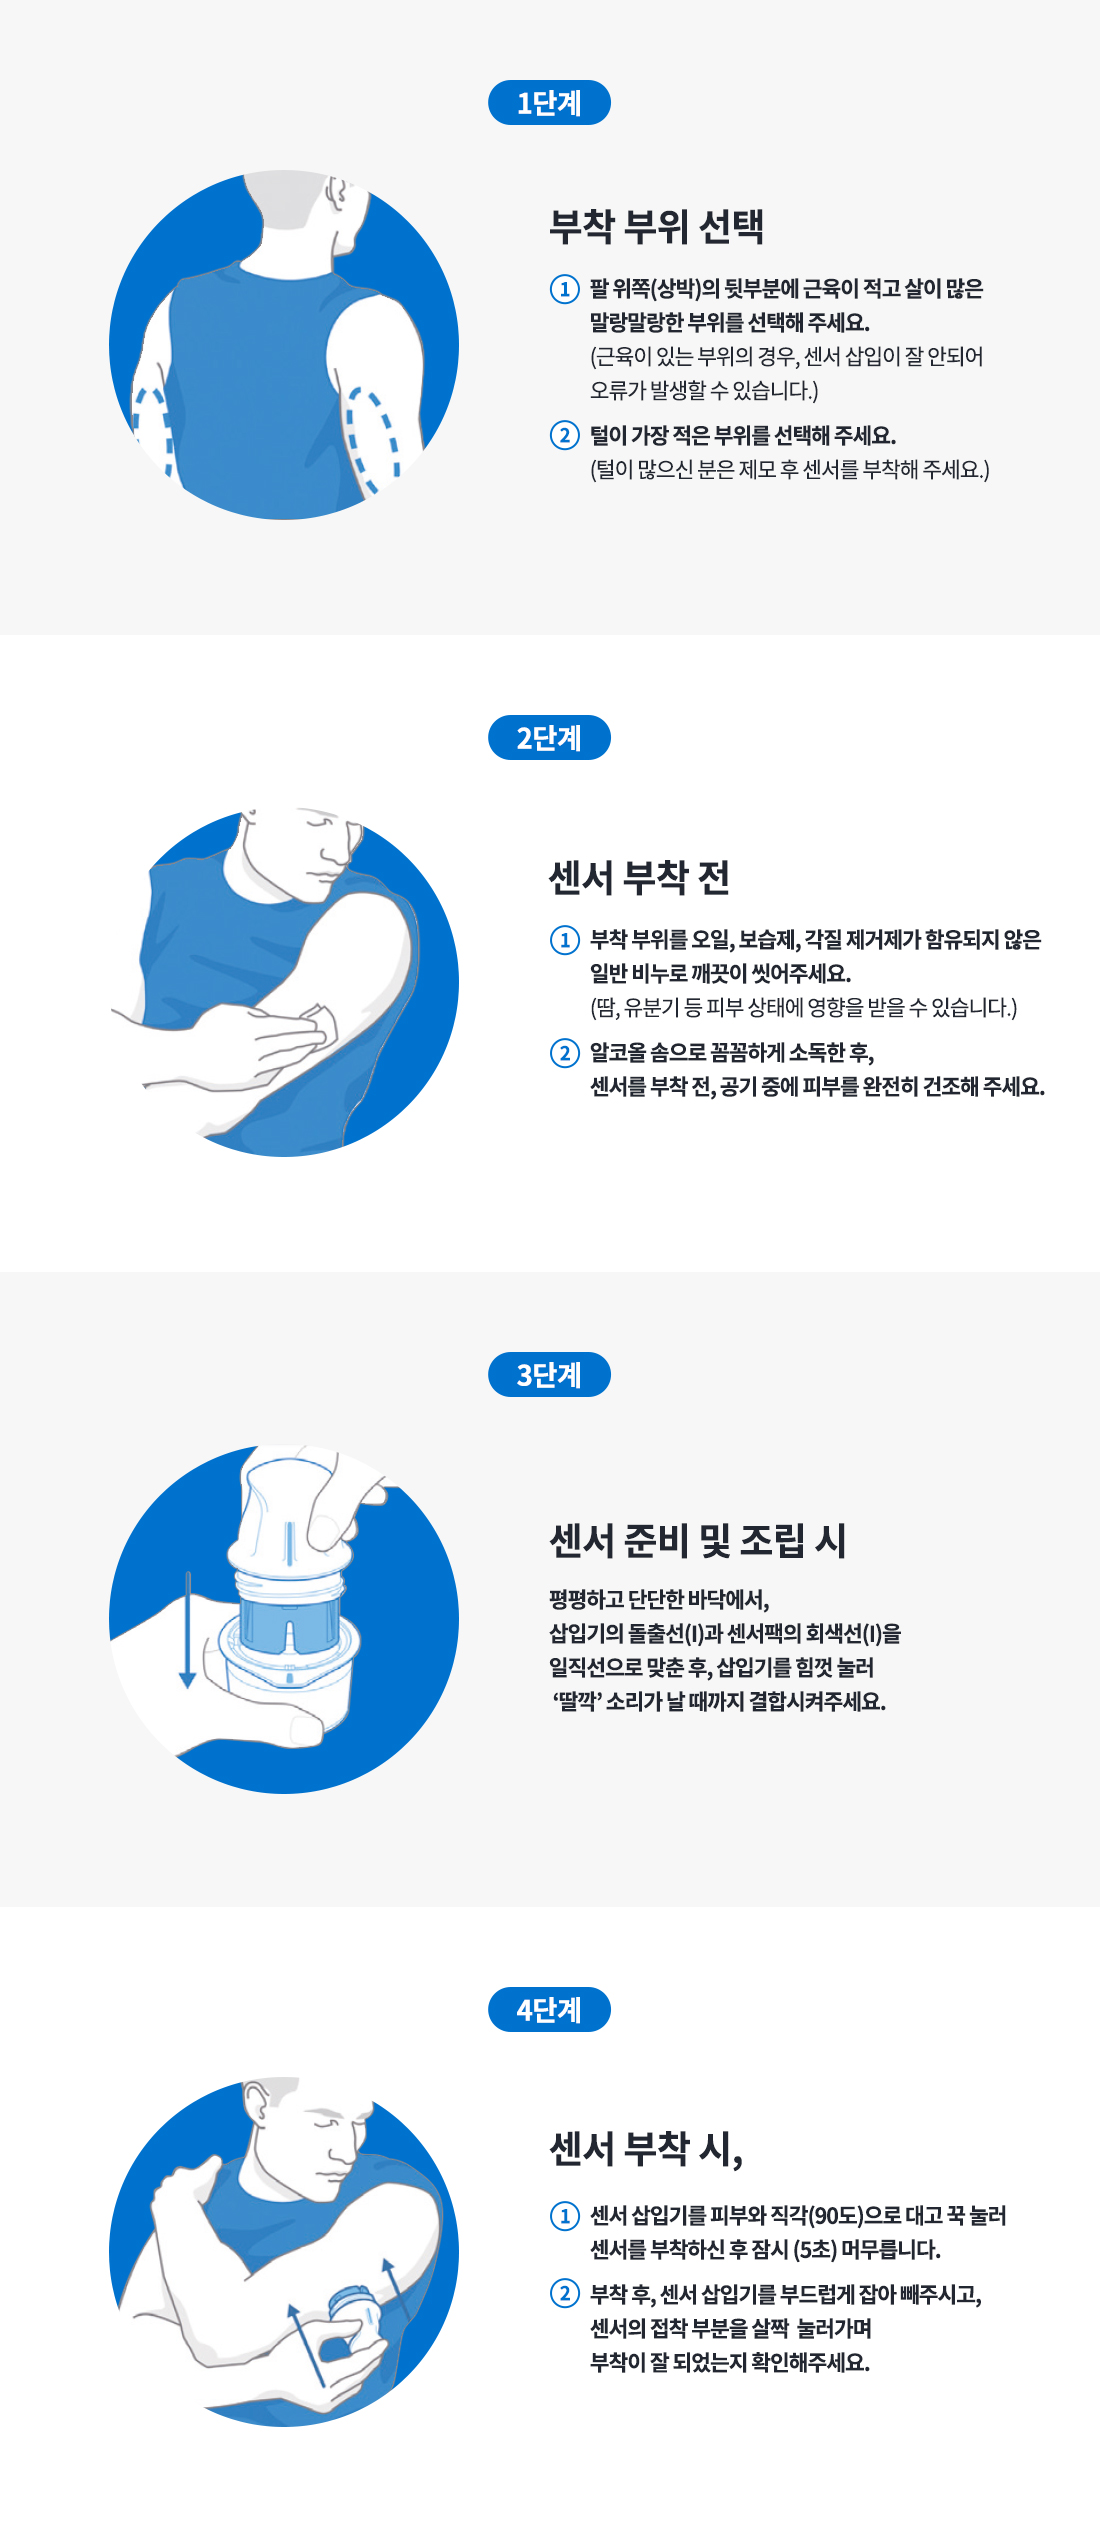 1단계
부착 부위 선택
① 팔 위쪽(상박)의 뒷부분에 근육이 적고 살이 많은
말랑말랑한 부위를 선택해 주세요.
(근육이 있는 부위의 경우, 센서 삽입이 잘 안되어
오류가 발생할 수 있습니다.)
② 털이 가장 적은 부위를 선택해 주세요.
(털이 많으신 분은 제모 후 센서를 부착해 주세요.)
2단계
센서 부착 전
① 부착 부위를 오일, 보습제, 각질 제거제가 함유되지 않은
일반 비누로 깨끗이 씻어주세요.
(땀, 유분기 등 피부 상태에 영향을 받을 수 있습니다.)
② 알코올 솜으로 꼼꼼하게 소독한 후,
센서를 부착 전, 공기 중에 피부를 완전히 건조해 주세요.
3단계
센서 준비 및 조립 시
평평하고 단단한 바닥에서,
삽입기의 돌출선(I)과 센서팩의 회색선(I)을
일직선으로 맞춘 후, 삽입기를 힘껏 눌러
‘딸깍’ 소리가 날 때까지 결합시켜주세요.
4단계
센서 부착 시,
① 센서 삽입기를 피부와 직각(90도)으로 대고 꾹 눌러
센서를 부착하신 후 잠시 (5초) 머무릅니다.
② 부착 후, 센서 삽입기를 부드럽게 잡아 빼주시고,
센서의 접착 부분을 살짝 눌러가며
부착이 잘 되었는지 확인해주세요.